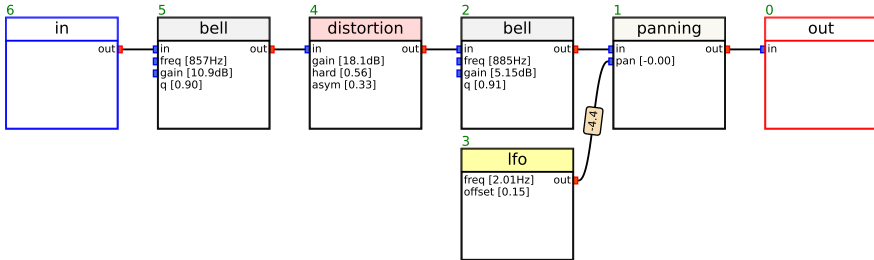 6
in
out
5
bell
in out
freq [857Hz]
gain [10.9dB]
q [0.90]
4
distortion
in out
gain [18.1dB]
hard [0.56]
asym [0.33]
2
bell
in out
freq [885Hz]
gain [5.15dB]
q [0.91]
1
panning
in out
pan [-0.00]
0
out
in
-4.4
3
lfo
freq [2.01Hz] out
offset [0.15]